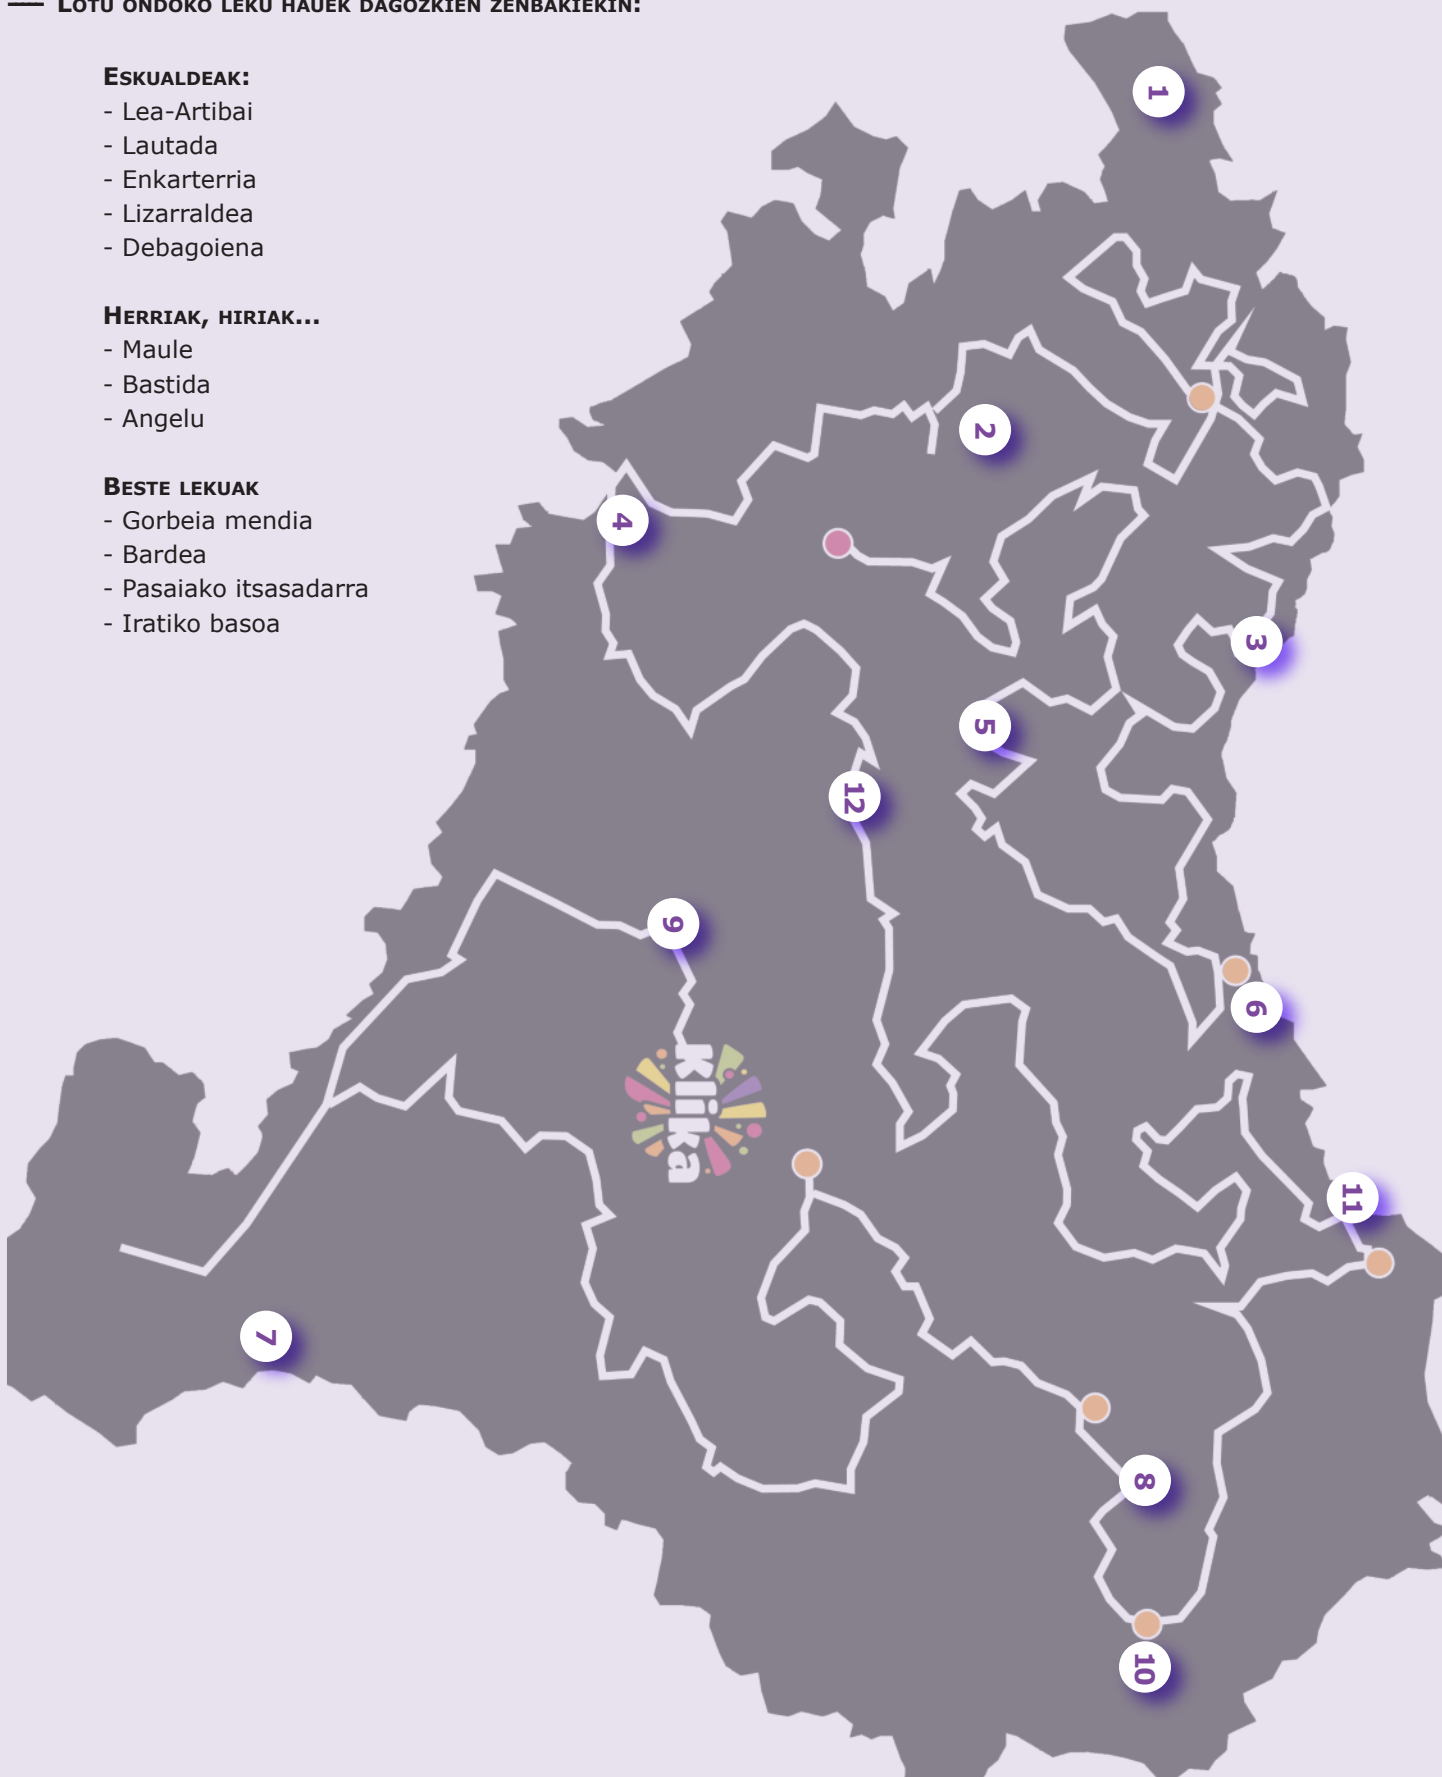 Lotu ondoko leku hauek dagozkien zenbakiekin:
Eskualdeak:
- Lea-Artibai
- Lautada
- Enkarterria
- Lizarraldea
- Debagoiena
Herriak, hiriak...
- Maule
- Bastida
- Angelu
Beste lekuak
- Gorbeia mendia
- Bardea
- Pasaiako itsasadarra
- Iratiko basoa
1
2
4
3
5
12
9
6
klika
11
7
8
10